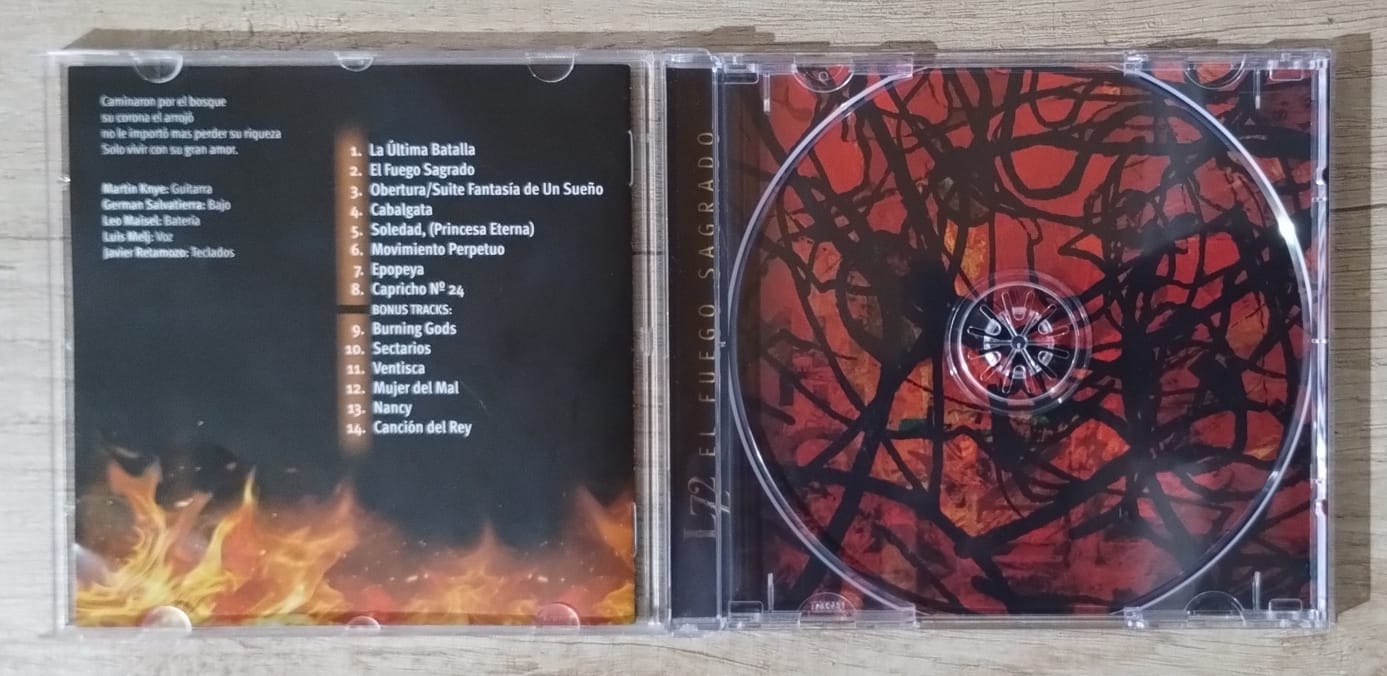 Caminaron por el bosque
su corona el arrojó
no le importó mas perder su riqueza
Solo vivir con su gran amor.
Martin Knye: Guitarra
German Salvatierra: Bajo
Leo Maisel: Batería
Luis Melj: Voz
Javier Retamozo: Teclados
1. La Última Batalla
2. El Fuego Sagrado
3. Obertura/Suite Fantasía de Un Sueño
4. Cabalgata
5. Soledad, (Princesa Eterna)
6. Movimiento Perpetuo
7. Epopeya
8. Capricho Nº 24
BONUS TRACKS:
9. Burning Gods
10. Sectarios
11. Ventisca
12. Mujer del Mal
13. Nancy
14. Canción del Rey
EL FUEGO SAGRADO